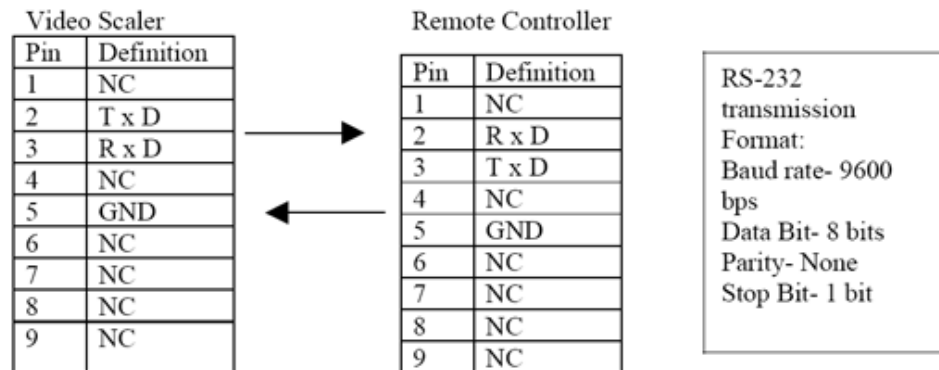 Video Scaler
Pin Definition
1 NC
2 T x D
3 R x D
4 NC
5 GND
6 NC
7 NC
8 NC
9 NC
Remote Controller
Pin Definition
1 NC
2 R x D
3 T x D
4 NC
5 GND
6 NC
7 NC
8 NC
9 NC
RS-232
transmission
Format:
Baud rate- 9600
bps
Data Bit- 8 bits
Parity- None
Stop Bit- 1 bit